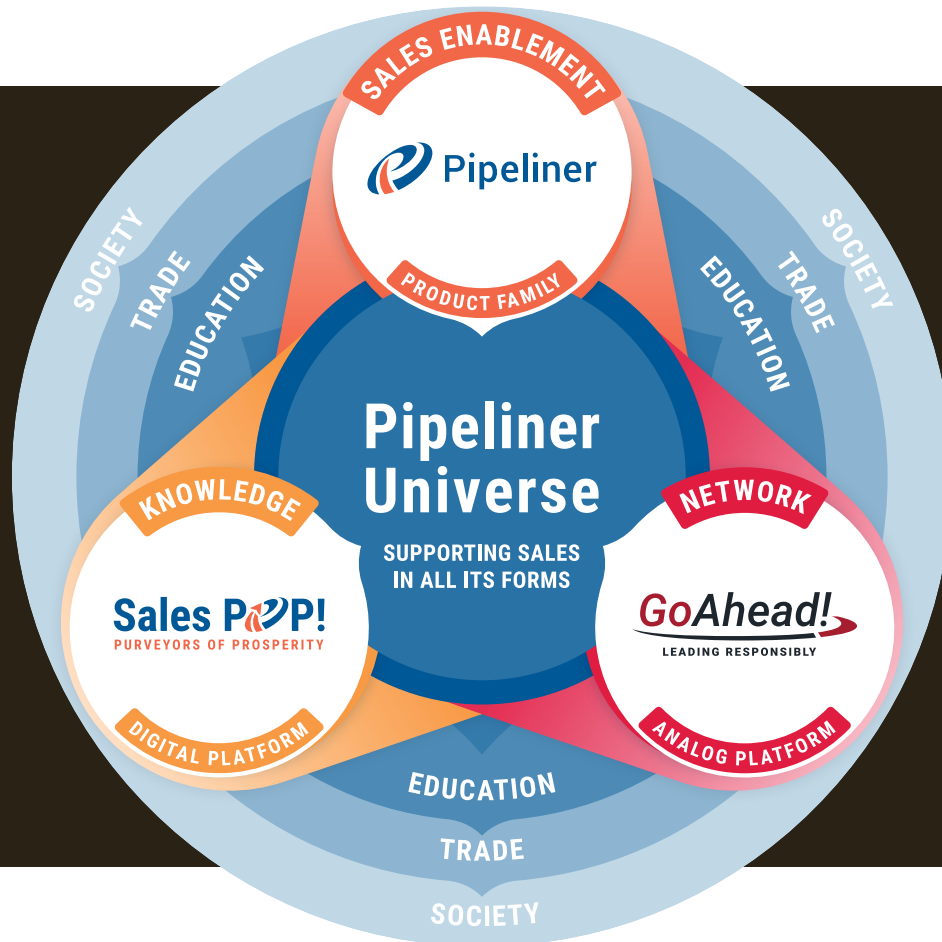 SALES ENABLEMENT
Pipeliner
PRODUCT FAMILY
SOCIETY
TRADE
EDUCATION
EDUCATION
TRADE
SOCIETY
Pipeliner
Universe
SUPPORTING SALES
IN ALL ITS FORMS
KNOWLEDGE
Sales POP!
PURVEYORS OF PROSPERITY
DIGITAL PLATFORM
NETWORK
GoAhead!
LEADING RESPONSIBLY
ANALOG PLATFORM
EDUCATION
TRADE
SOCIETY